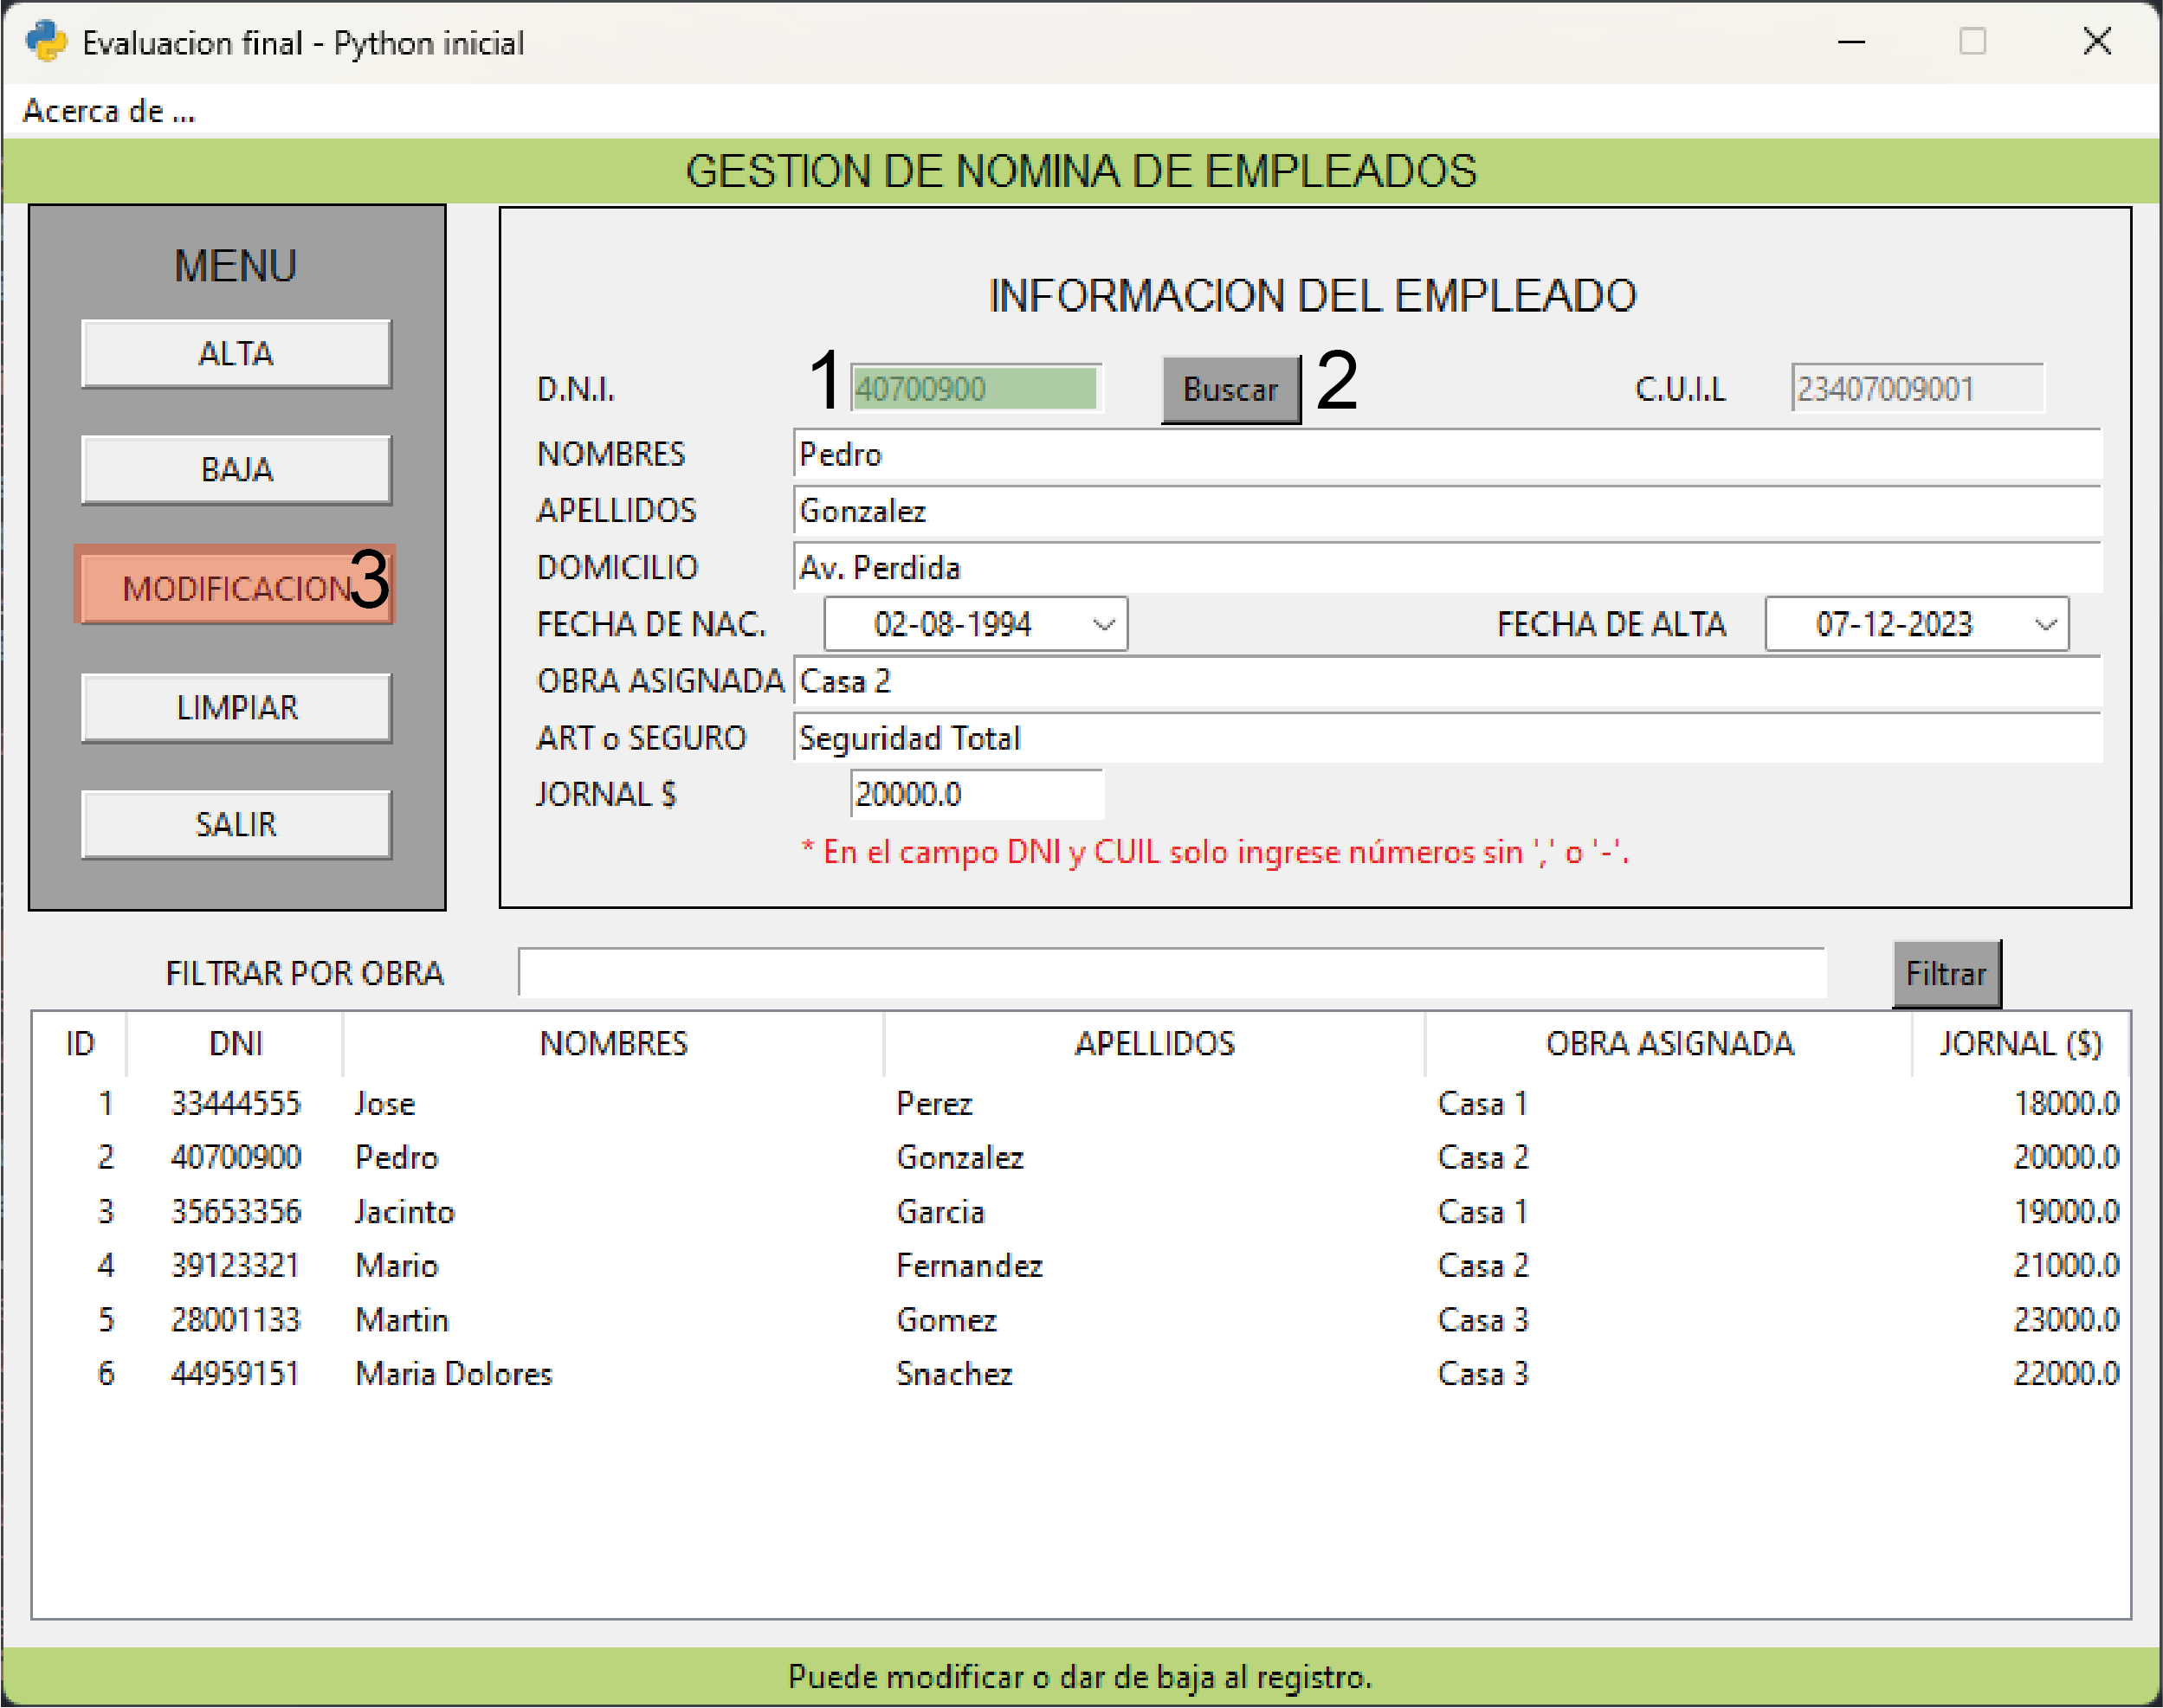 Evaluacion final - Python inicial
Acerca de ...
GESTION DE NOMINA DE EMPLEADOS
MENU
ALTA
BAJA
MODIFICACION 3
LIMPIAR
SALIR
INFORMACION DEL EMPLEADO
D.N.I. 1 40700900 Buscar 2 C.U.I.L 23407009001
NOMBRES Pedro
APELLIDOS Gonzalez
DOMICILIO Av. Perdida
FECHA DE NAC. 02-08-1994 FECHA DE ALTA 07-12-2023
OBRA ASIGNADA Casa 2
ART o SEGURO Seguridad Total
JORNAL $ 20000.0
* En el campo DNI y CUIL solo ingrese números sin ',' o '-'.
FILTRAR POR OBRA Filtrar
ID DNI NOMBRES APELLIDOS OBRA ASIGNADA JORNAL ($)
1 33444555 Jose Perez Casa 1 18000.0
2 40700900 Pedro Gonzalez Casa 2 20000.0
3 35653356 Jacinto Garcia Casa 1 19000.0
4 39123321 Mario Fernandez Casa 2 21000.0
5 28001133 Martin Gomez Casa 3 23000.0
6 44959151 Maria Dolores Snachez Casa 3 22000.0
Puede modificar o dar de baja al registro.